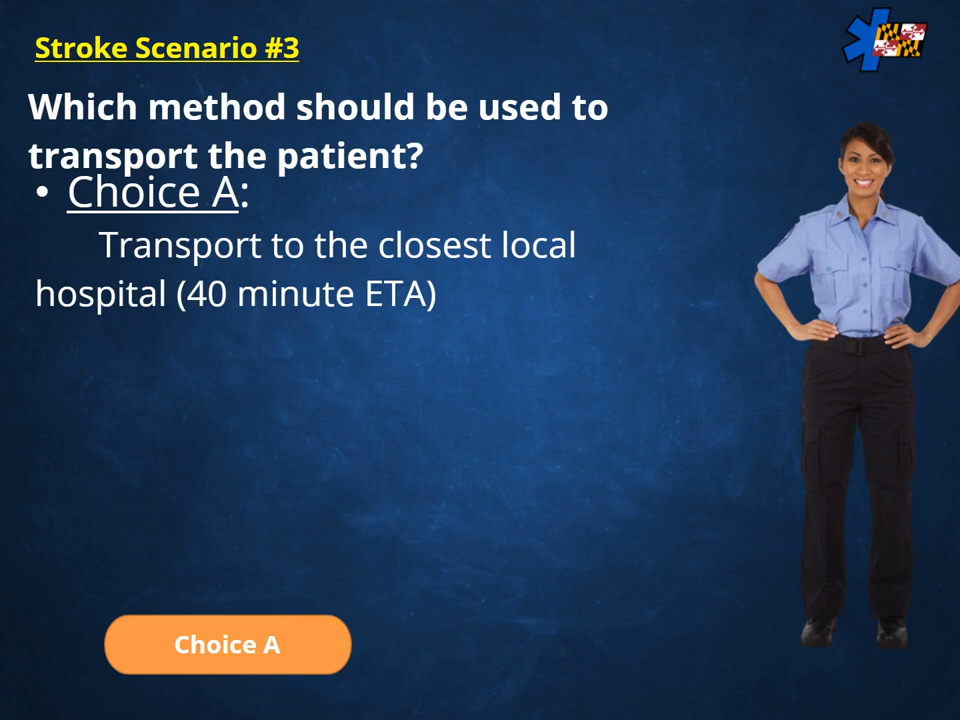 Stroke Scenario #3
Which method should be used to
transport the patient?
• Choice A:
Transport to the closest local
hospital (40 minute ETA)
Choice A